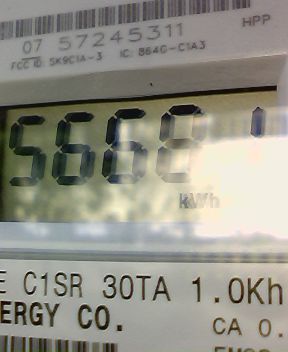 HPP
07 57245311
FCC ID: SK9C1A-3 IC: 864G-C1A3
5668
kWh
E C1SR 30TA 1.0Kh
ERGY CO.
CA 0.